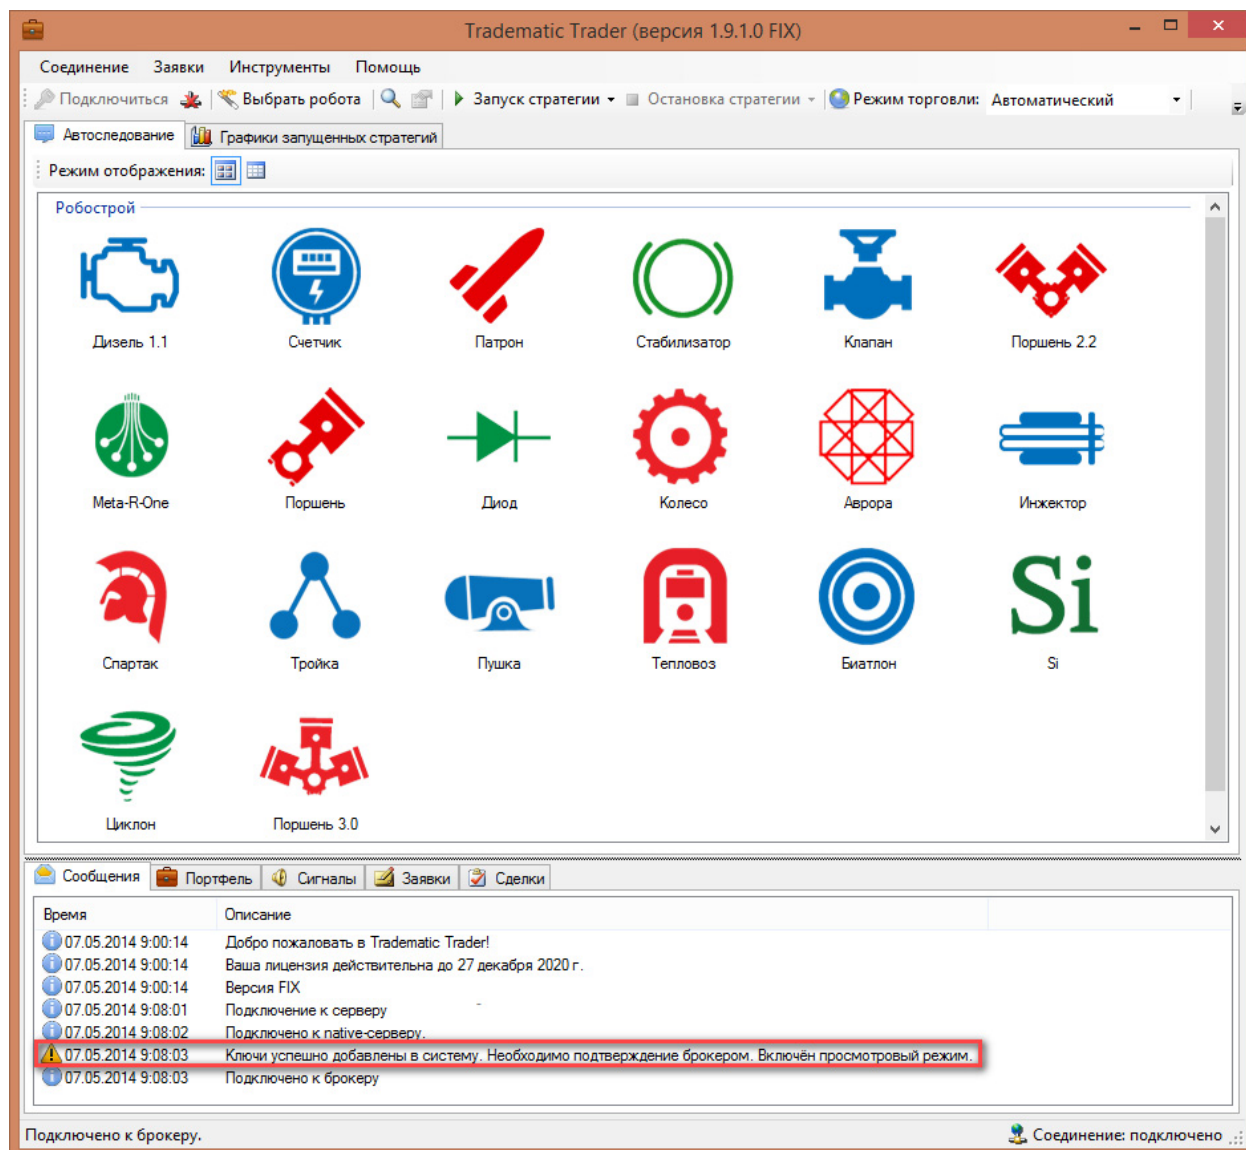 Tradematic Trader (версия 1.9.1.0 FIX)
Соединение Заявки Инструменты Помощь
Подключиться Выбрать робота Запуск стратегии Остановка стратегии Режим торговли: Автоматический
Автоследование Графики запущенных стратегий
Режим отображения:
Робострой
Дизель 1.1 Счетчик Патрон Стабилизатор Клапан Поршень 2.2
Meta-R-One Поршень Диод Колесо Аврора Инжектор
Si
Спартак Тройка Пушка Тепловоз Биатлон Si
Циклон Поршень 3.0
Сообщения Портфель Сигналы Заявки Сделки
Время Описание
07.05.2014 9:00:14 Добро пожаловать в Tradematic Trader!
07.05.2014 9:00:14 Ваша лицензия действительна до 27 декабря 2020 г.
07.05.2014 9:00:14 Версия FIX
07.05.2014 9:08:01 Подключение к серверу
07.05.2014 9:08:02 Подключено к native-серверу.
07.05.2014 9:08:03 Ключи успешно добавлены в систему. Необходимо подтверждение брокером. Включён просмотровый режим.
07.05.2014 9:08:03 Подключено к брокеру
Подключено к брокеру. Соединение: подключено